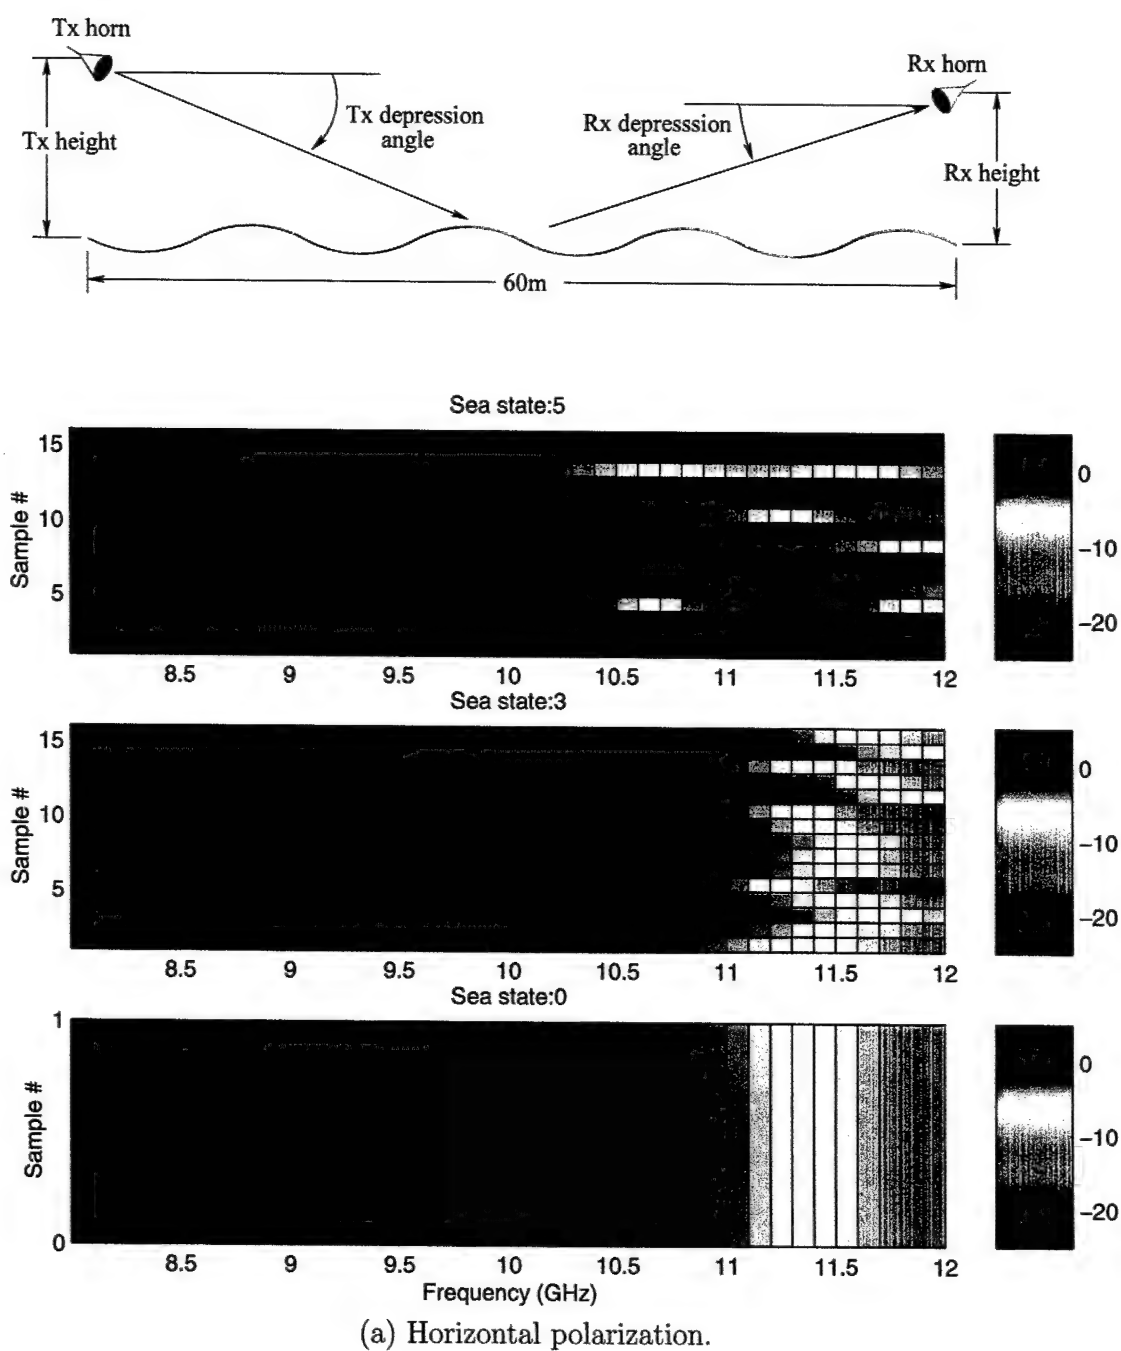 Tx horn
Rx horn
Tx depression
angle
Rx depresssion
angle
Tx height
Rx height
60m
Sea state:5
Sample #
15
10
5
8.5 9 9.5 10 10.5 11 11.5 12
0
−10
−20
Sea state:3
Sample #
15
10
5
8.5 9 9.5 10 10.5 11 11.5 12
0
−10
−20
Sea state:0
Sample #
1
0
8.5 9 9.5 10 10.5 11 11.5 12
0
−10
−20
Frequency (GHz)
(a) Horizontal polarization.